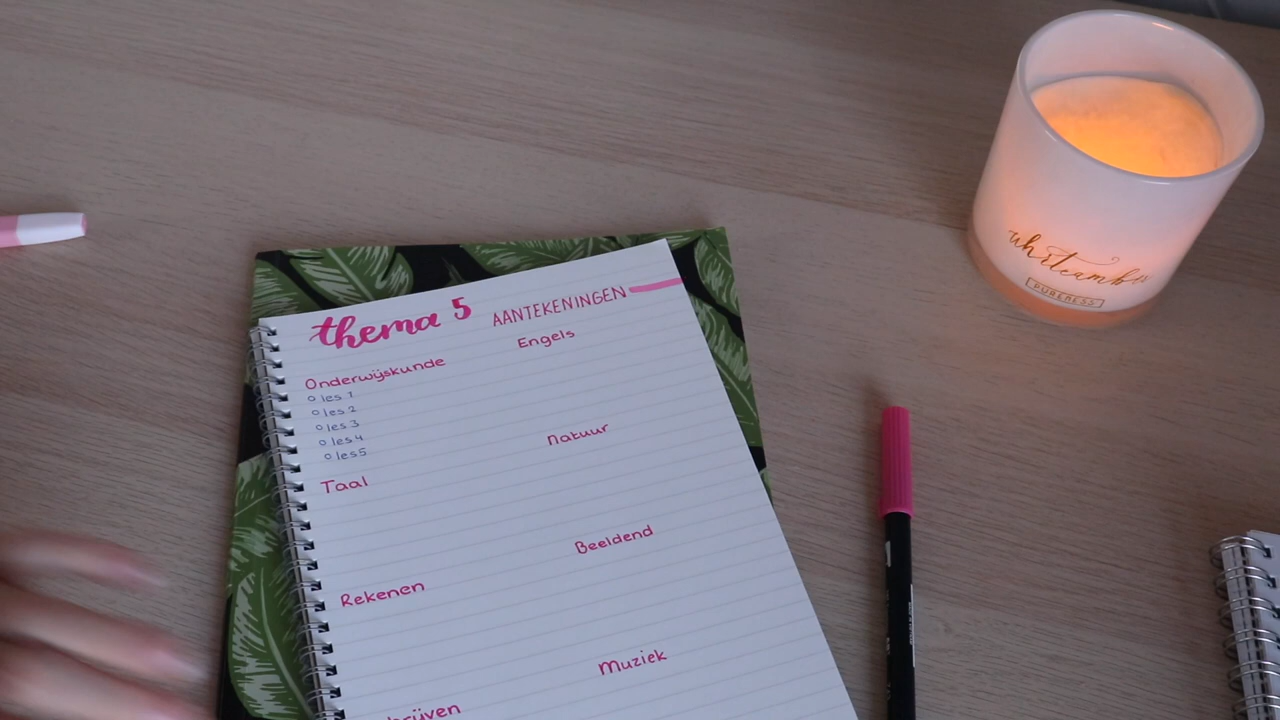 thema 5 AANTEKENINGEN
Onderwijskunde
les 1
les 2
les 3
les 4
les 5
Taal
Rekenen
Engels
Natuur
Beeldend
Muziek
PURENESS